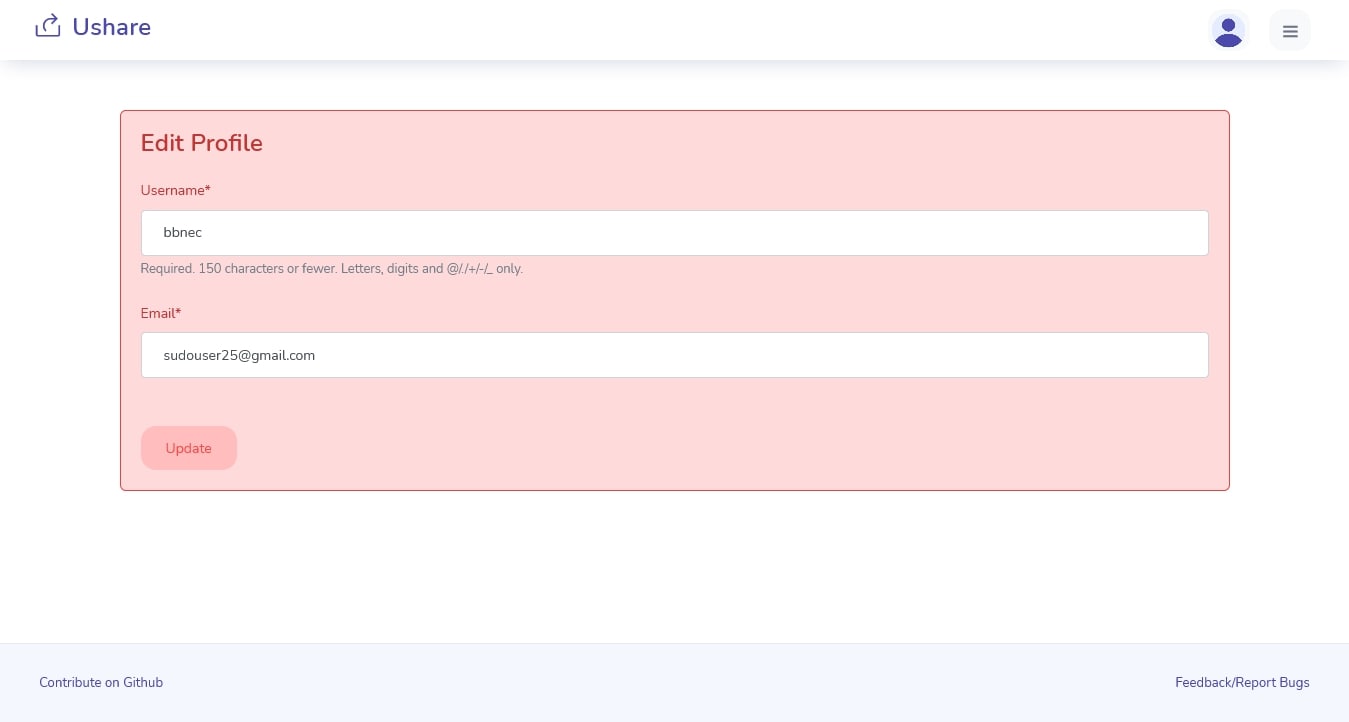 Ushare
Edit Profile
Username*
bbnec
Required. 150 characters or fewer. Letters, digits and @/./+/-/_ only.
Email*
sudouser25@gmail.com
Update
Contribute on Github
Feedback/Report Bugs